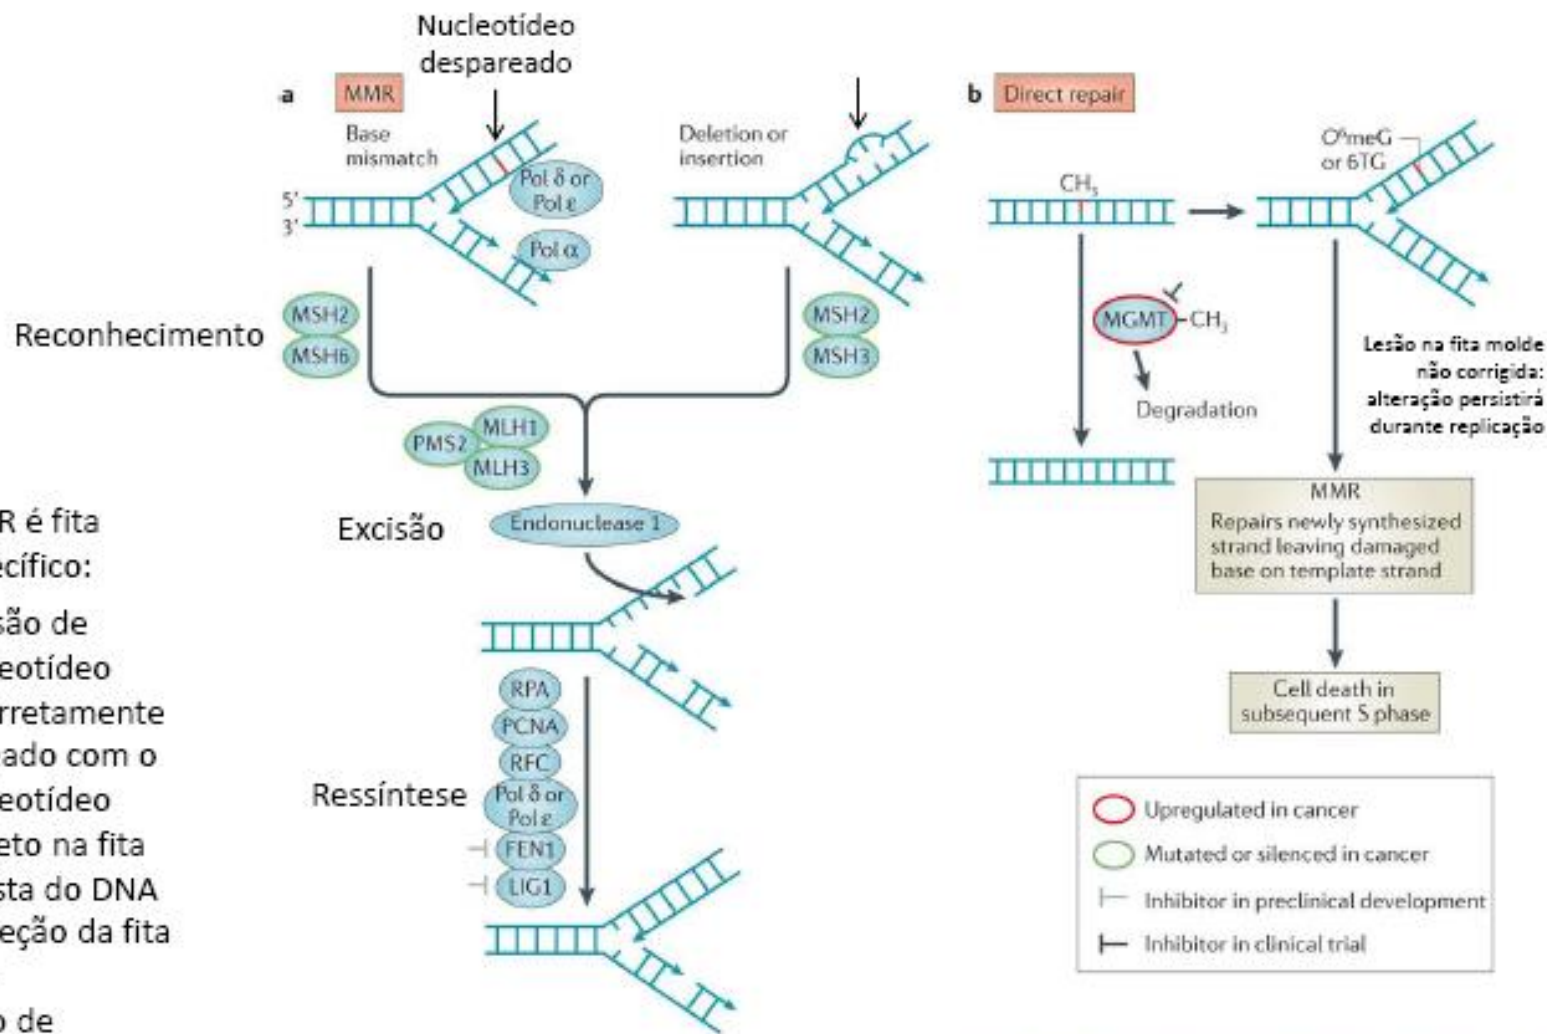 Nucleotídeo
despareado
a
MMR
Base
mismatch
5'
3'
Pol δ or
Pol ε
Pol α
Deletion or
insertion
b
Direct repair
CH₃
O⁶meG
or 6TG
Reconhecimento
MSH2
MSH6
MSH2
MSH3
MGMT
CH₃
Degradation
Lesão na fita molde
não corrigida:
alteração persistirá
durante replicação
PMS2
MLH1
MLH3
Excisão
Endonuclease 1
MMR
Repairs newly synthesized
strand leaving damaged
base on template strand
Cell death in
subsequent S phase
R é fita
ecífico:
são de
eotídeo
rretamente
ado com o
eotídeo
eto na fita
sta do DNA
eção da fita
o de
Ressíntese
RPA
PCNA
RFC
Pol δ or
Pol ε
FEN1
LIG1
Upregulated in cancer
Mutated or silenced in cancer
Inhibitor in preclinical development
Inhibitor in clinical trial